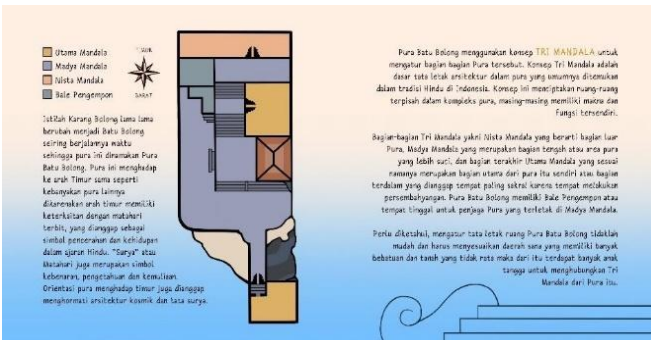 Utama Mandala
Madya Mandala
Nista Mandala
Bale Pengempon
TIMUR
BARAT
Istilah Karang Bolong lama lama
berubah menjadi Batu Bolong
seiring berjalannya waktu
sehingga pura ini dinamakan Pura
Batu Bolong. Pura ini menghadap
ke arah Timur sama seperti
kebanyakan pura lainnya
dikarenakan arah timur memiliki
keterkaitan dengan matahari
terbit, yang dianggap sebagai
simbol pencerahan dan kehidupan
dalam ajaran Hindu. "Surya" atau
Matahari juga merupakan simbol
kebenaran, pengetahuan dan kemuliaan.
Orientasi pura menghadap timur juga dianggap
menghormati arsitektur kosmik dan tata surya.
Pura Batu Bolong menggunakan konsep TRI MANDALA untuk
mengatur bagian bagian Pura tersebut. Konsep Tri Mandala adalah
dasar tata letak arsitektur dalam pura yang umumnya ditemukan
dalam tradisi Hindu di Indonesia. Konsep ini menciptakan ruang-ruang
terpisah dalam kompleks pura, masing-masing memiliki makna dan
fungsi tersendiri.
Bagian-bagian Tri Mandala yakni Nista Mandala yang berarti bagian luar
Pura, Madya Mandala yang merupakan bagian tengah atau area pura
yang lebih suci, dan bagian terakhir Utama Mandala yang sesuai
namanya merupakan bagian utama dari pura itu sendiri atau bagian
terdalam yang dianggap tempat paling sakral karena tempat melakukan
persembahyangan. Pura Batu Bolong memiliki Bale Pengempon atau
tempat tinggal untuk penjaga Pura yang terletak di Madya Mandala.
Perlu diketahui, mengatur tata letak ruang Pura Batu Bolong tidaklah
mudah dan harus menyesuaikan daerah sana yang memiliki banyak
bebatuan dan tanah yang tidak rata maka dari itu terdapat banyak anak
tangga untuk menghubungkan Tri
Mandala dari Pura itu.